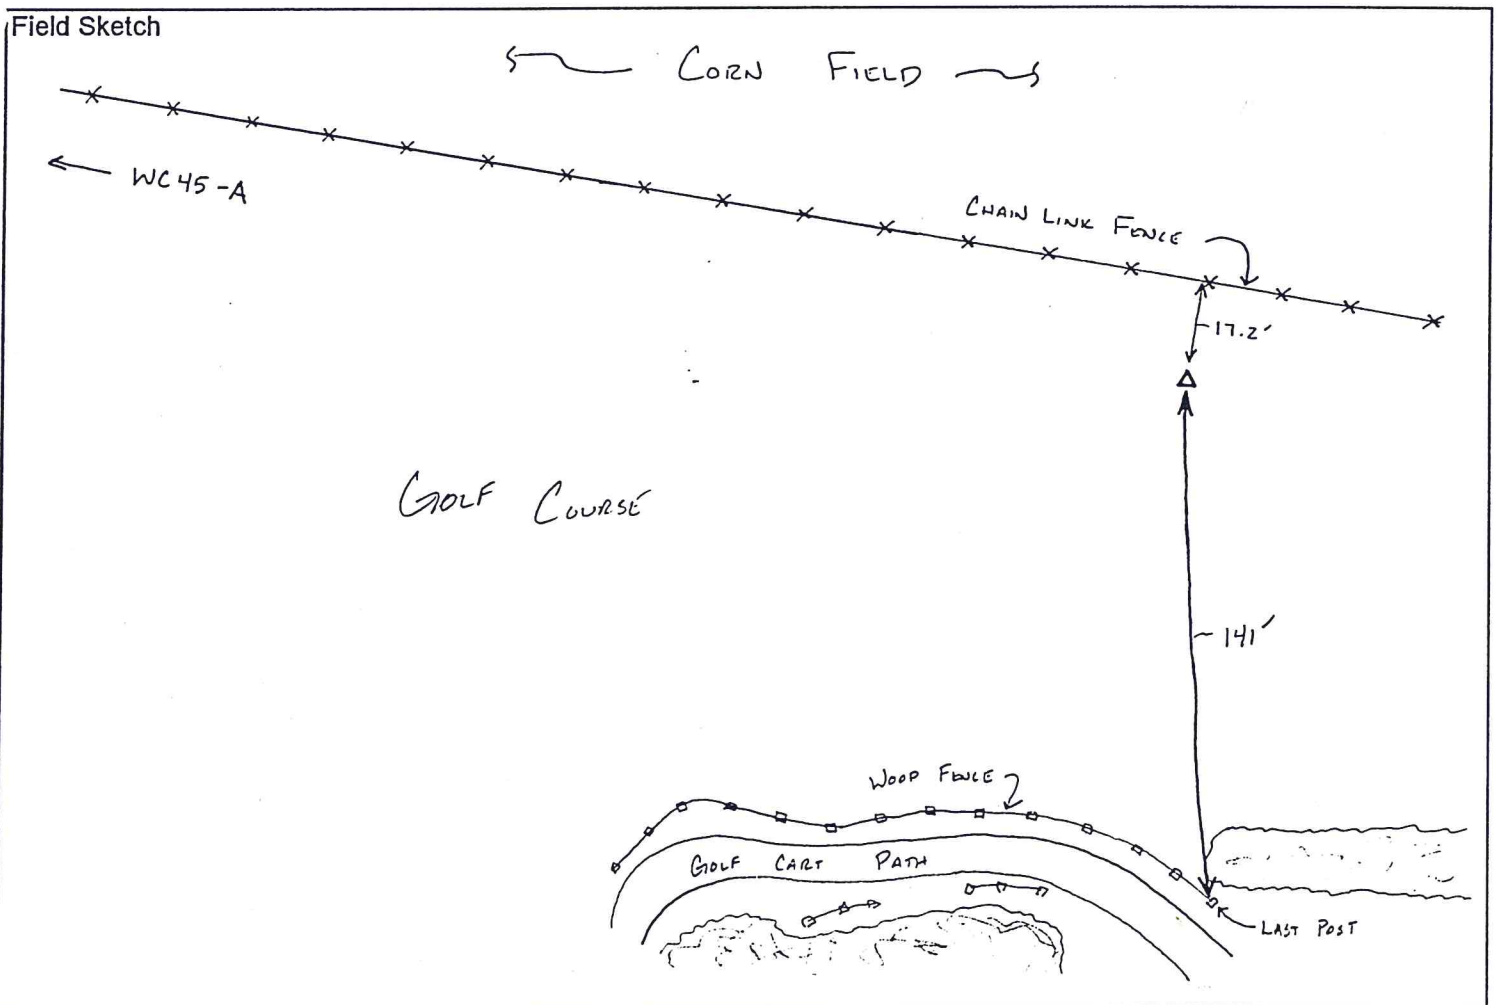 Field Sketch
CORN FIELD
WC45-A
CHAIN LINK FENCE
17.2'
GOLF COURSE
141'
WOOD FENCE
GOLF CART PATH
LAST POST